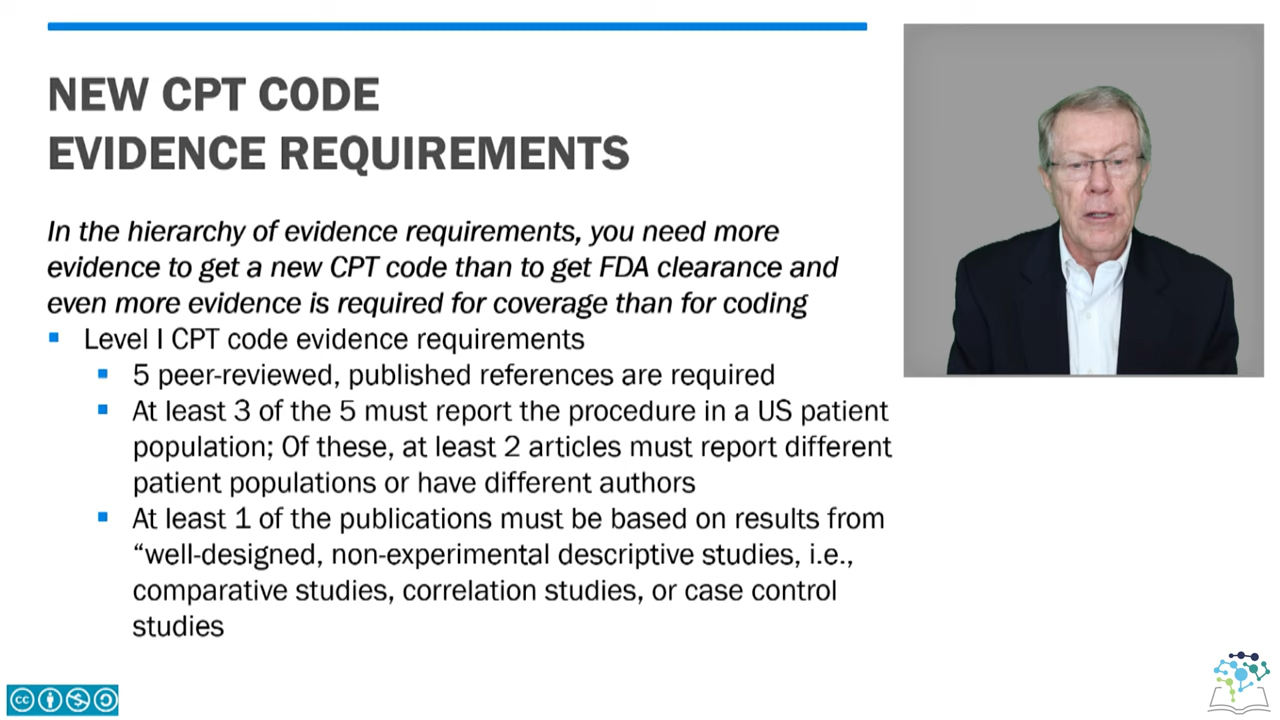 NEW CPT CODE
EVIDENCE REQUIREMENTS
In the hierarchy of evidence requirements, you need more
evidence to get a new CPT code than to get FDA clearance and
even more evidence is required for coverage than for coding
Level I CPT code evidence requirements
5 peer-reviewed, published references are required
At least 3 of the 5 must report the procedure in a US patient
population; Of these, at least 2 articles must report different
patient populations or have different authors
At least 1 of the publications must be based on results from
“well-designed, non-experimental descriptive studies, i.e.,
comparative studies, correlation studies, or case control
studies
cc